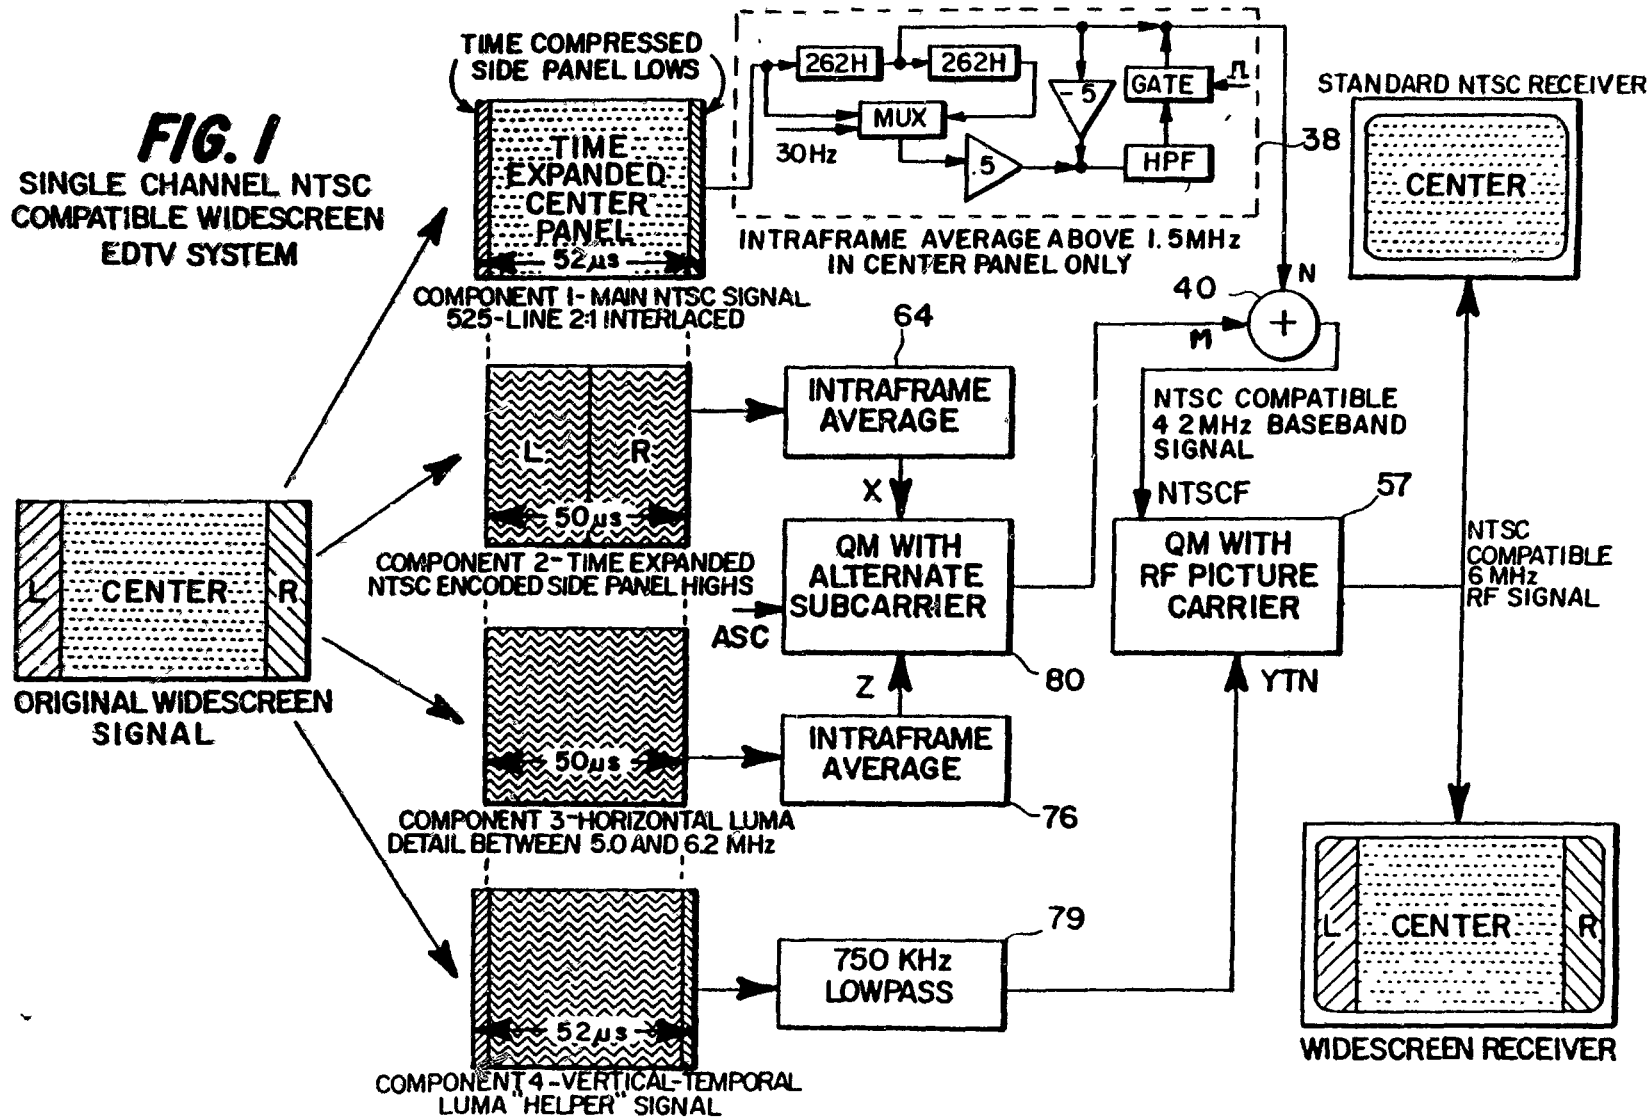 FIG. 1
SINGLE CHANNEL NTSC
COMPATIBLE WIDESCREEN
EDTV SYSTEM
TIME COMPRESSED
SIDE PANEL LOWS
TIME
EXPANDED
CENTER
PANEL
52µs
COMPONENT 1-MAIN NTSC SIGNAL
525-LINE 2:1 INTERLACED
262H
262H
MUX
30Hz
.5
-.5
GATE
HPF
38
INTRAFRAME AVERAGE ABOVE 1.5MHz
IN CENTER PANEL ONLY
STANDARD NTSC RECEIVER
CENTER
40
N
M
+
64
INTRAFRAME
AVERAGE
L
R
50µs
COMPONENT 2-TIME EXPANDED
NTSC ENCODED SIDE PANEL HIGHS
X
NTSC COMPATIBLE
4 2MHz BASEBAND
SIGNAL
NTSCF
57
QM WITH
ALTERNATE
SUBCARRIER
ASC
80
QM WITH
RF PICTURE
CARRIER
NTSC
COMPATIBLE
6 MHz
RF SIGNAL
L
CENTER
R
ORIGINAL WIDESCREEN
SIGNAL
Z
YTN
50µs
INTRAFRAME
AVERAGE
76
COMPONENT 3-HORIZONTAL LUMA
DETAIL BETWEEN 5.0 AND 6.2 MHz
79
750 KHz
LOWPASS
52µs
COMPONENT 4-VERTICAL-TEMPORAL
LUMA "HELPER" SIGNAL
L
CENTER
R
WIDESCREEN RECEIVER